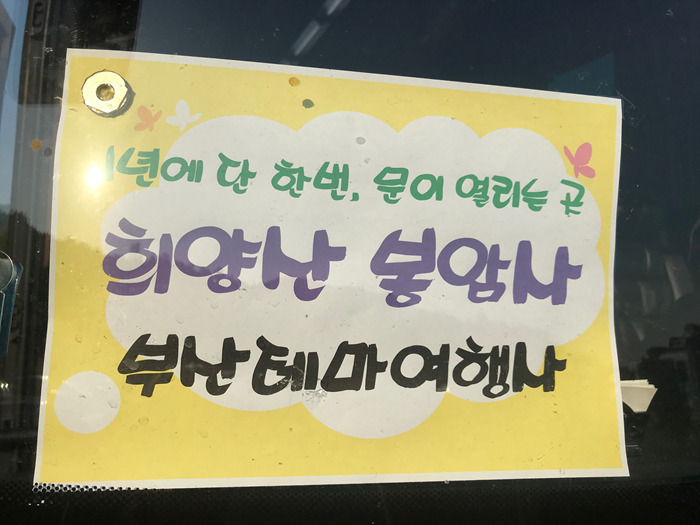 1년에 단 한번, 문이 열리는 곳
희양산 봉암사
부산테마여행사